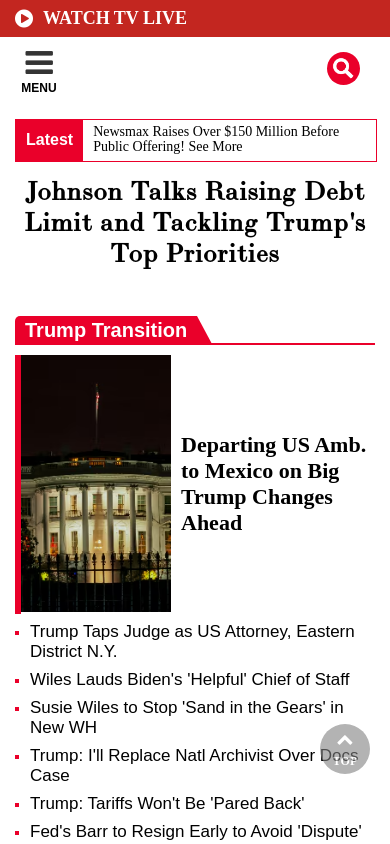 WATCH TV LIVE
MENU
Latest
Newsmax Raises Over $150 Million Before
Public Offering! See More
Johnson Talks Raising Debt
Limit and Tackling Trump's
Top Priorities
Trump Transition
Departing US Amb.
to Mexico on Big
Trump Changes
Ahead
Trump Taps Judge as US Attorney, Eastern
District N.Y.
Wiles Lauds Biden's 'Helpful' Chief of Staff
Susie Wiles to Stop 'Sand in the Gears' in
New WH
Trump: I'll Replace Natl Archivist Over Docs
Case
TOP
Trump: Tariffs Won't Be 'Pared Back'
Fed's Barr to Resign Early to Avoid 'Dispute'